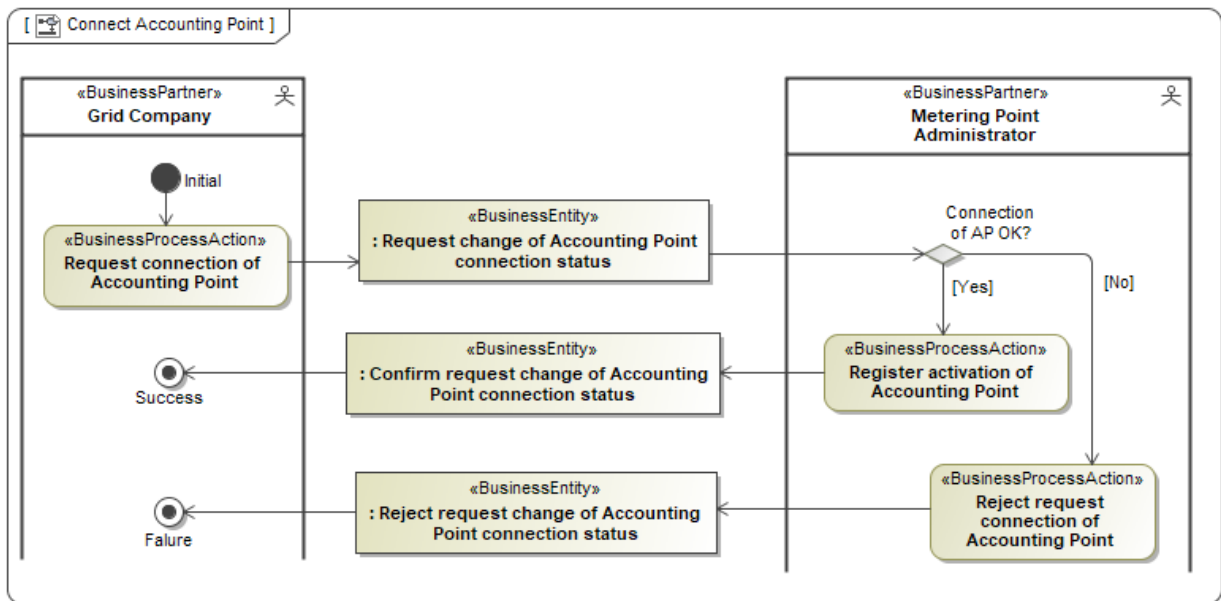 [ Connect Accounting Point ]
«BusinessPartner»
Grid Company
«BusinessPartner»
Metering Point
Administrator
Initial
«BusinessProcessAction»
Request connection of
Accounting Point
«BusinessEntity»
: Request change of Accounting Point
connection status
Connection
of AP OK?
[Yes]
[No]
Success
«BusinessEntity»
: Confirm request change of Accounting
Point connection status
«BusinessProcessAction»
Register activation of
Accounting Point
Falure
«BusinessEntity»
: Reject request change of Accounting
Point connection status
«BusinessProcessAction»
Reject request
connection of
Accounting Point